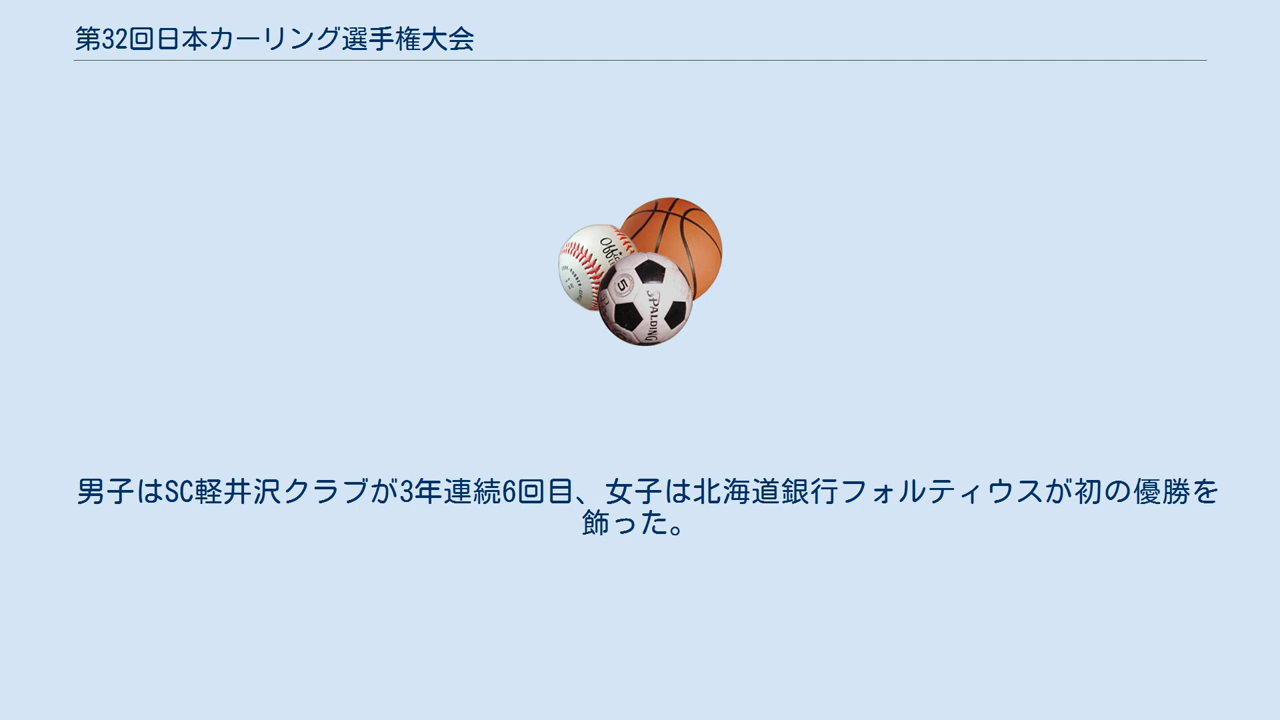 第32回日本カーリング選手権大会
Offic
5
SPALDING
男子はSC軽井沢クラブが3年連続6回目、女子は北海道銀行フォルティウスが初の優勝を
飾った。